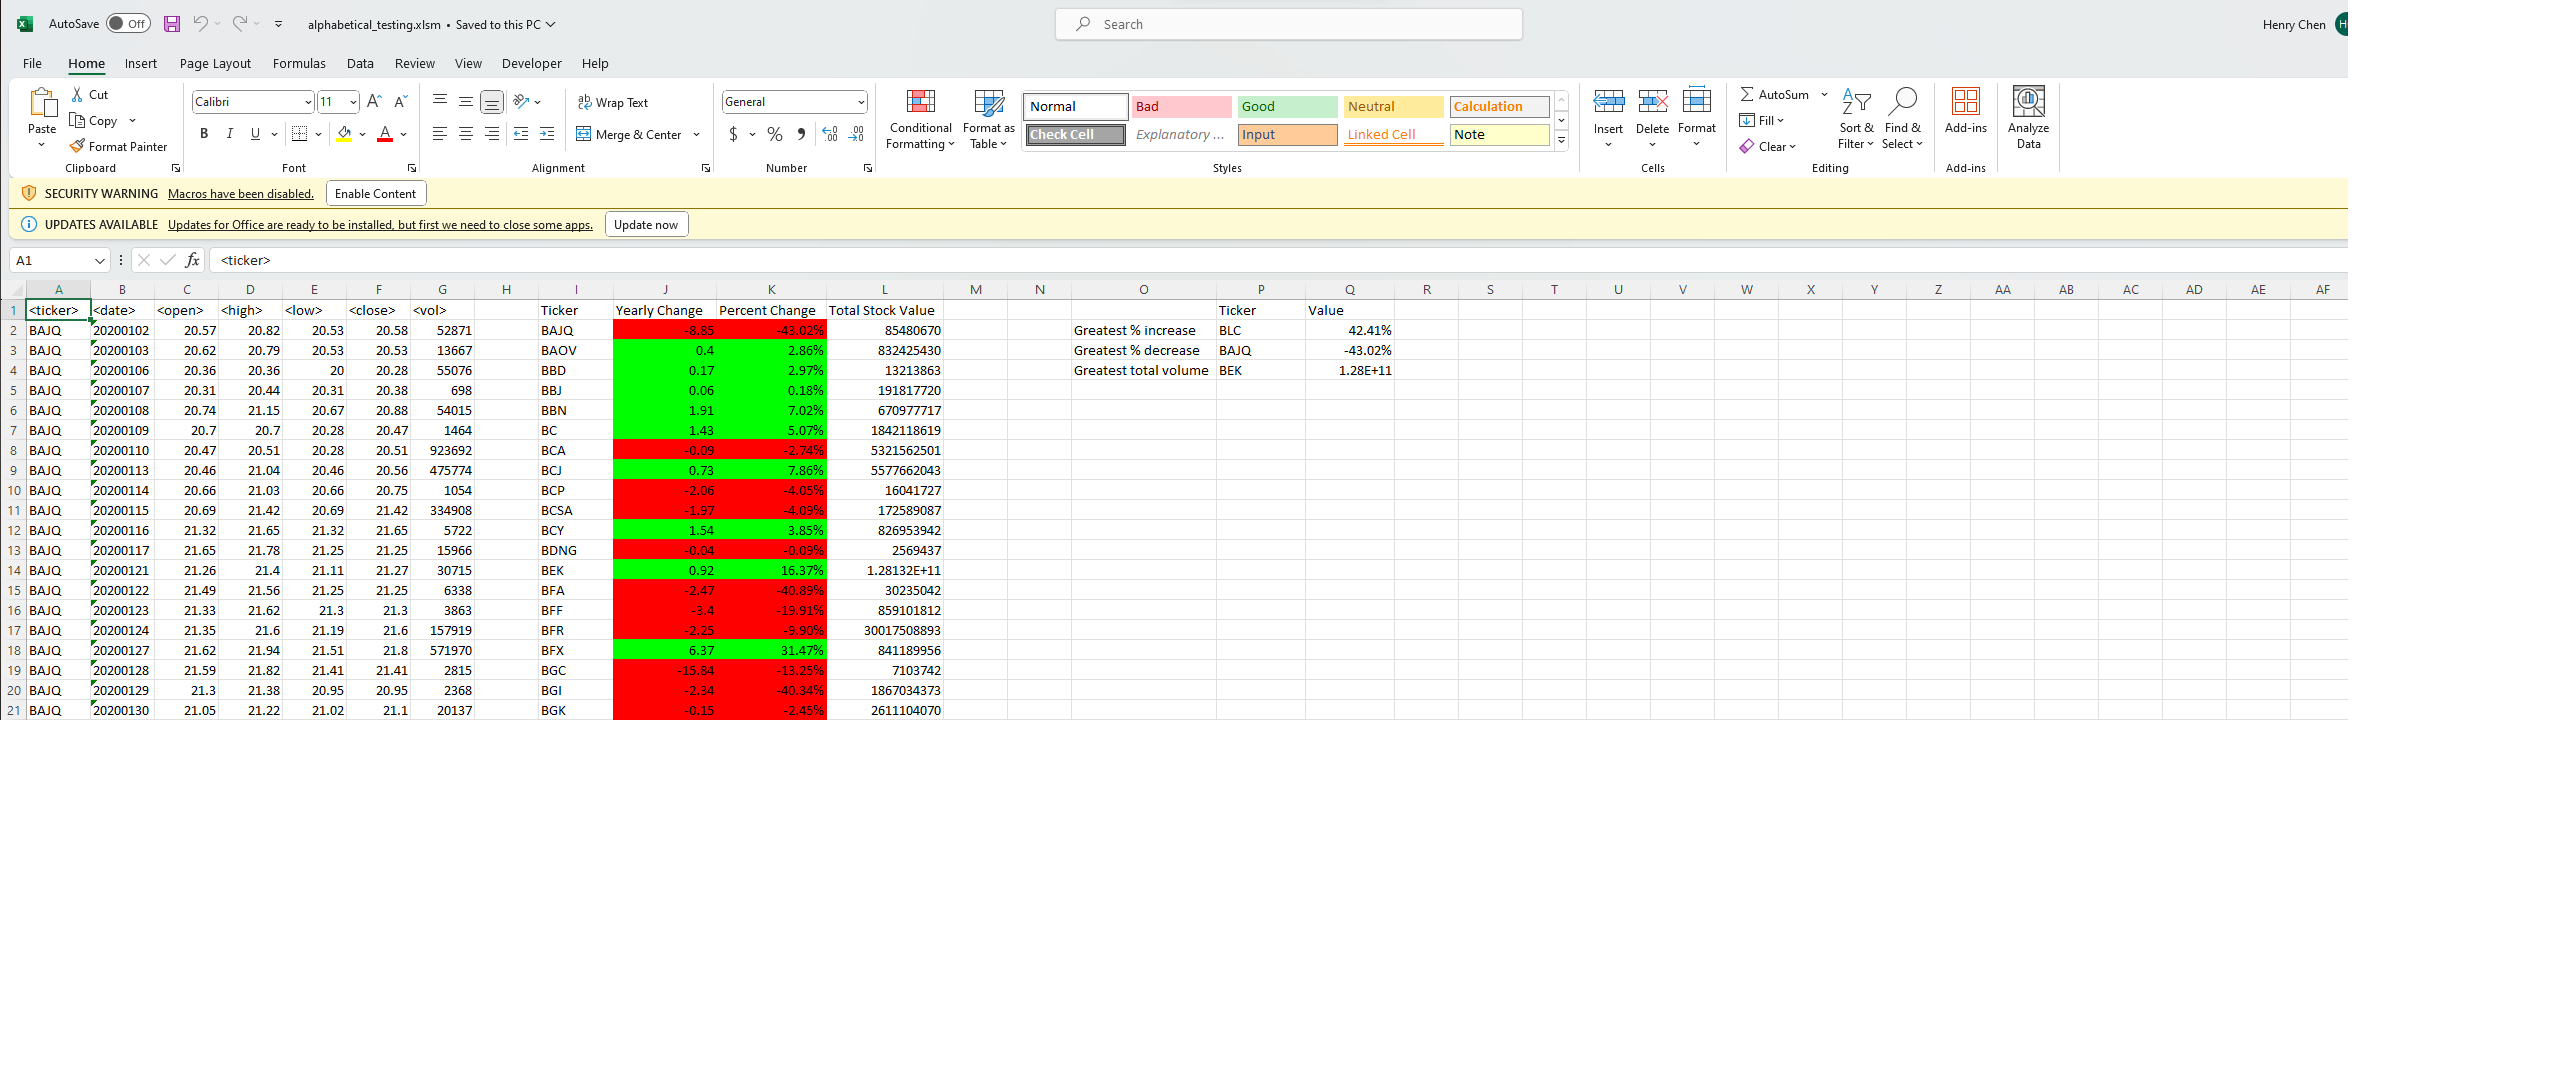 AutoSave Off alphabetical_testing.xlsm • Saved to this PC Search Henry Chen H
File Home Insert Page Layout Formulas Data Review View Developer Help
Paste Cut Copy Format Painter Clipboard
Calibri 11 B I U A A A Font
ab Wrap Text Merge & Center Alignment
General $ % Number
Conditional Formatting Format as Table
Normal Bad Good Neutral Calculation
Check Cell Explanatory ... Input Linked Cell Note
Styles
Insert Delete Format Cells
AutoSum Fill Clear Sort & Filter Find & Select Editing
Add-ins Add-ins
Analyze Data
SECURITY WARNING Macros have been disabled. Enable Content
UPDATES AVAILABLE Updates for Office are ready to be installed, but first we need to close some apps. Update now
A1 fx <ticker>
A B C D E F G H I J K L M N O P Q R S T U V W X Y Z AA AB AC AD AE AF
1 <ticker> <date> <open> <high> <low> <close> <vol> Ticker Yearly Change Percent Change Total Stock Value Ticker Value
2 BAJQ 20200102 20.57 20.82 20.53 20.58 52871 BAJQ -8.85 -43.02% 85480670 Greatest % increase BLC 42.41%
3 BAJQ 20200103 20.62 20.79 20.53 20.53 13667 BAOV 0.4 2.86% 832425430 Greatest % decrease BAJQ -43.02%
4 BAJQ 20200106 20.36 20.36 20 20.28 55076 BBD 0.17 2.97% 13213863 Greatest total volume BEK 1.28E+11
5 BAJQ 20200107 20.31 20.44 20.31 20.38 698 BBJ 0.06 0.18% 191817720
6 BAJQ 20200108 20.74 21.15 20.67 20.88 54015 BBN 1.91 7.02% 670977717
7 BAJQ 20200109 20.7 20.7 20.28 20.47 1464 BC 1.43 5.07% 1842118619
8 BAJQ 20200110 20.47 20.51 20.28 20.51 923692 BCA -0.09 -2.74% 5321562501
9 BAJQ 20200113 20.46 21.04 20.46 20.56 475774 BCJ 0.73 7.86% 5577662043
10 BAJQ 20200114 20.66 21.03 20.66 20.75 1054 BCP -2.06 -4.05% 16041727
11 BAJQ 20200115 20.69 21.42 20.69 21.42 334908 BCSA -1.97 -4.09% 172589087
12 BAJQ 20200116 21.32 21.65 21.32 21.65 5722 BCY 1.54 3.85% 826953942
13 BAJQ 20200117 21.65 21.78 21.25 21.25 15966 BDNG -0.04 -0.09% 2569437
14 BAJQ 20200121 21.26 21.4 21.11 21.27 30715 BEK 0.92 16.37% 1.28132E+11
15 BAJQ 20200122 21.49 21.56 21.25 21.25 6338 BFA -2.47 -40.89% 30235042
16 BAJQ 20200123 21.33 21.62 21.3 21.3 3863 BFF -3.4 -19.91% 859101812
17 BAJQ 20200124 21.35 21.6 21.19 21.6 157919 BFR -2.25 -9.90% 30017508893
18 BAJQ 20200127 21.62 21.94 21.51 21.8 571970 BFX 6.37 31.47% 841189956
19 BAJQ 20200128 21.59 21.82 21.41 21.41 2815 BGC -15.84 -13.25% 7103742
20 BAJQ 20200129 21.3 21.38 20.95 20.95 2368 BGI -2.34 -40.34% 1867034373
21 BAJQ 20200130 21.05 21.22 21.02 21.1 20137 BGK -0.15 -2.45% 2611104070